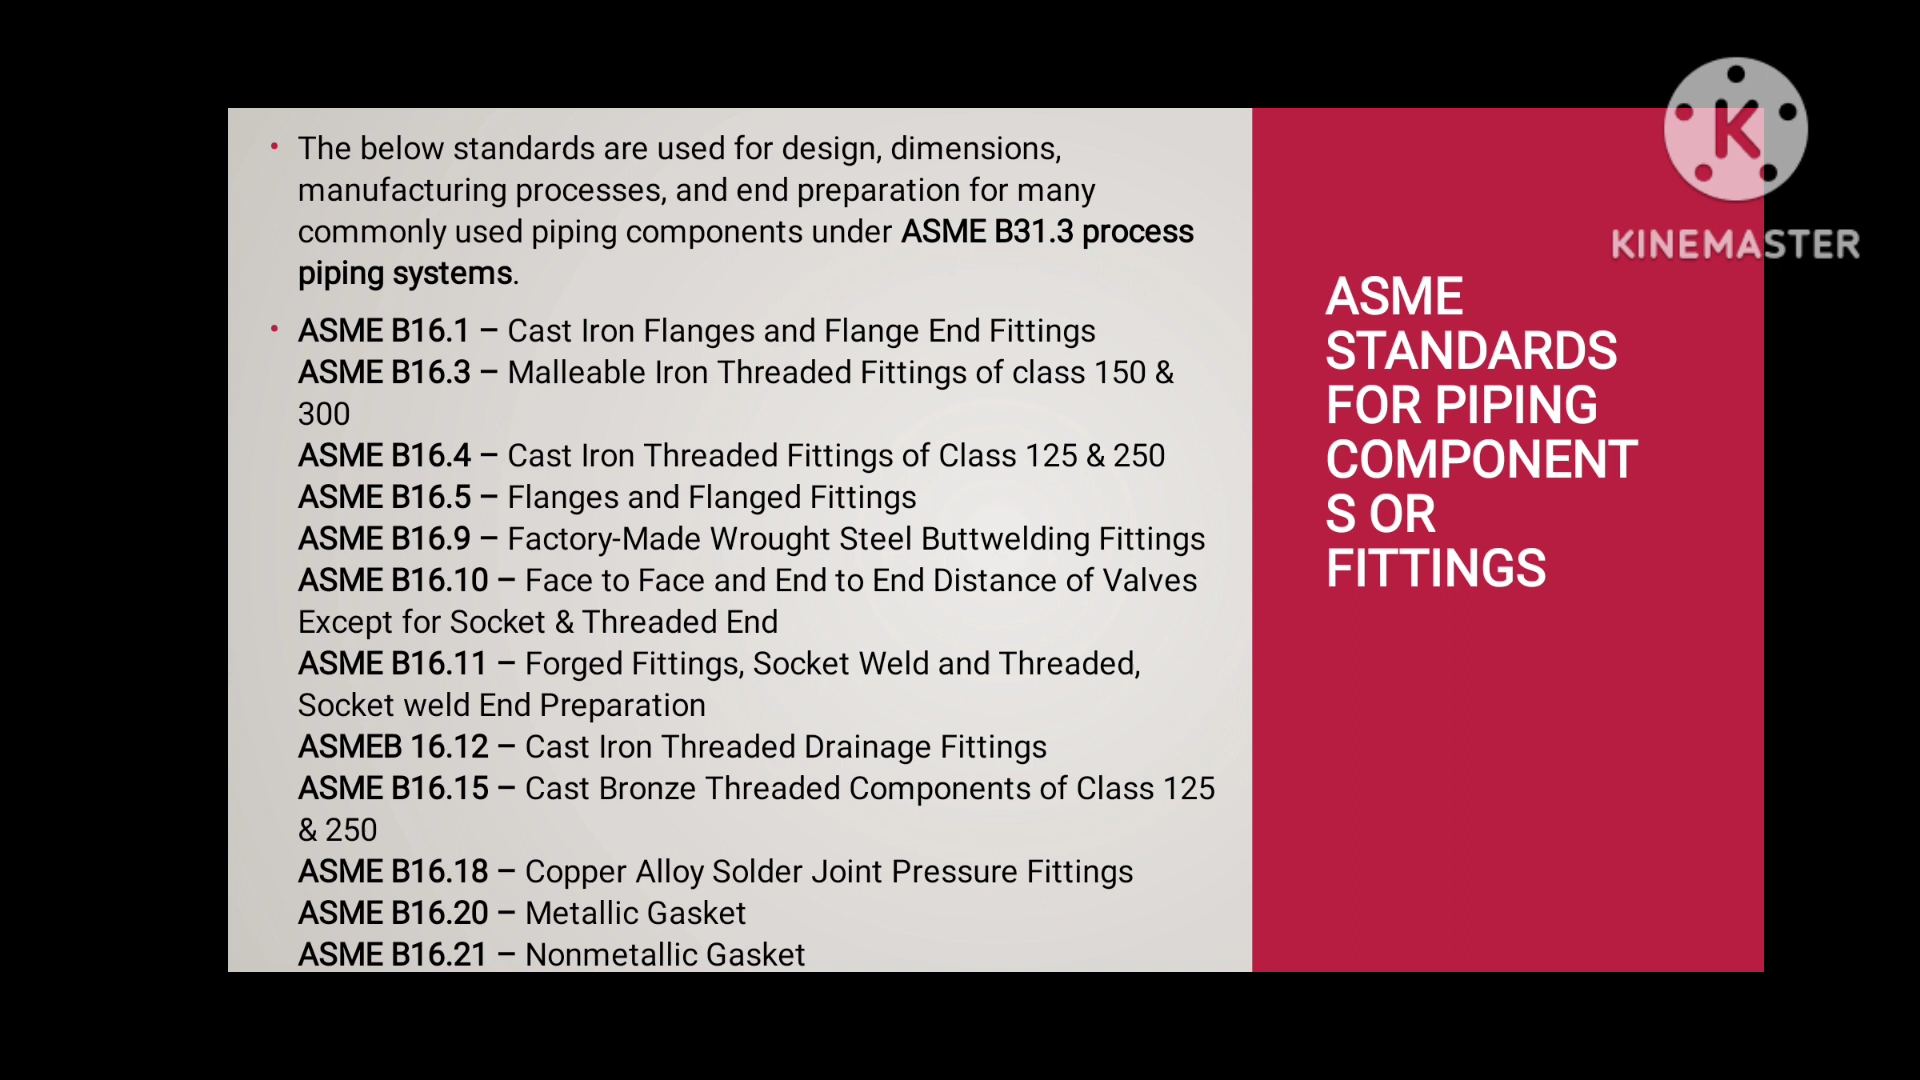 • The below standards are used for design, dimensions,
manufacturing processes, and end preparation for many
commonly used piping components under ASME B31.3 process
piping systems.
• ASME B16.1 – Cast Iron Flanges and Flange End Fittings
ASME B16.3 – Malleable Iron Threaded Fittings of class 150 &
300
ASME B16.4 – Cast Iron Threaded Fittings of Class 125 & 250
ASME B16.5 – Flanges and Flanged Fittings
ASME B16.9 – Factory-Made Wrought Steel Buttwelding Fittings
ASME B16.10 – Face to Face and End to End Distance of Valves
Except for Socket & Threaded End
ASME B16.11 – Forged Fittings, Socket Weld and Threaded,
Socket weld End Preparation
ASMEB 16.12 – Cast Iron Threaded Drainage Fittings
ASME B16.15 – Cast Bronze Threaded Components of Class 125
& 250
ASME B16.18 – Copper Alloy Solder Joint Pressure Fittings
ASME B16.20 – Metallic Gasket
ASME B16.21 – Nonmetallic Gasket
K
KINEMASTER
ASME
STANDARDS
FOR PIPING
COMPONENT
S OR
FITTINGS